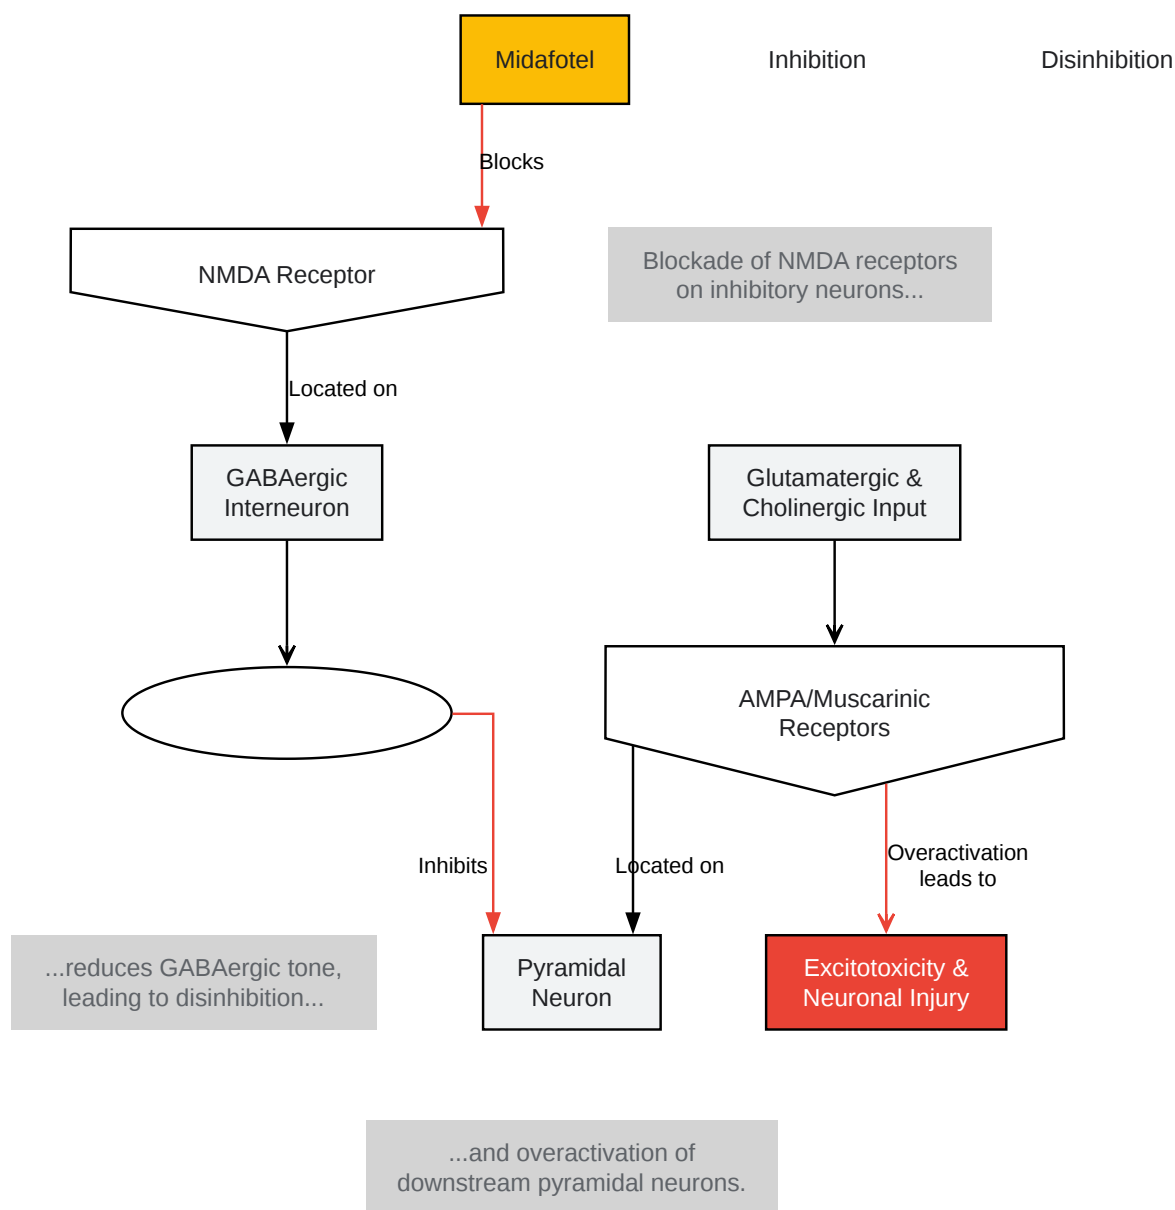 Midafotel
Inhibition
Disinhibition
Blocks
NMDA Receptor
Blockade of NMDA receptors
on inhibitory neurons...
Located on
GABAergic
Interneuron
Glutamatergic &
Cholinergic Input
AMPA/Muscarinic
Receptors
Inhibits
Located on
Overactivation
leads to
...reduces GABAergic tone,
leading to disinhibition...
Pyramidal
Neuron
Excitotoxicity &
Neuronal Injury
...and overactivation of
downstream pyramidal neurons.